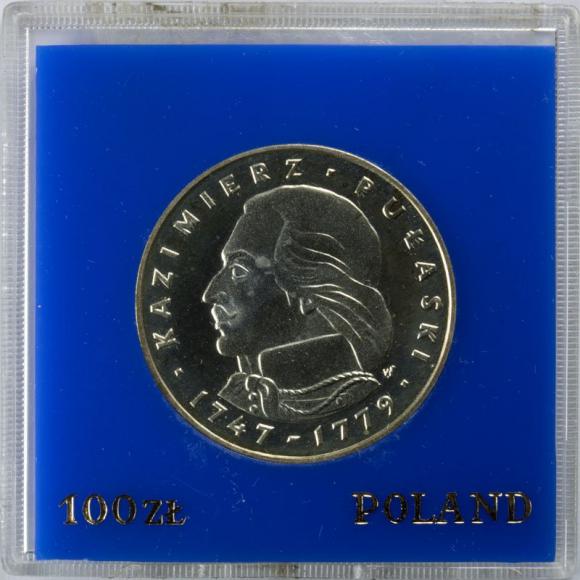 KAZIMIERZ · PUŁASKI ·
1747-1779 ·
100 ZŁ
POLAND